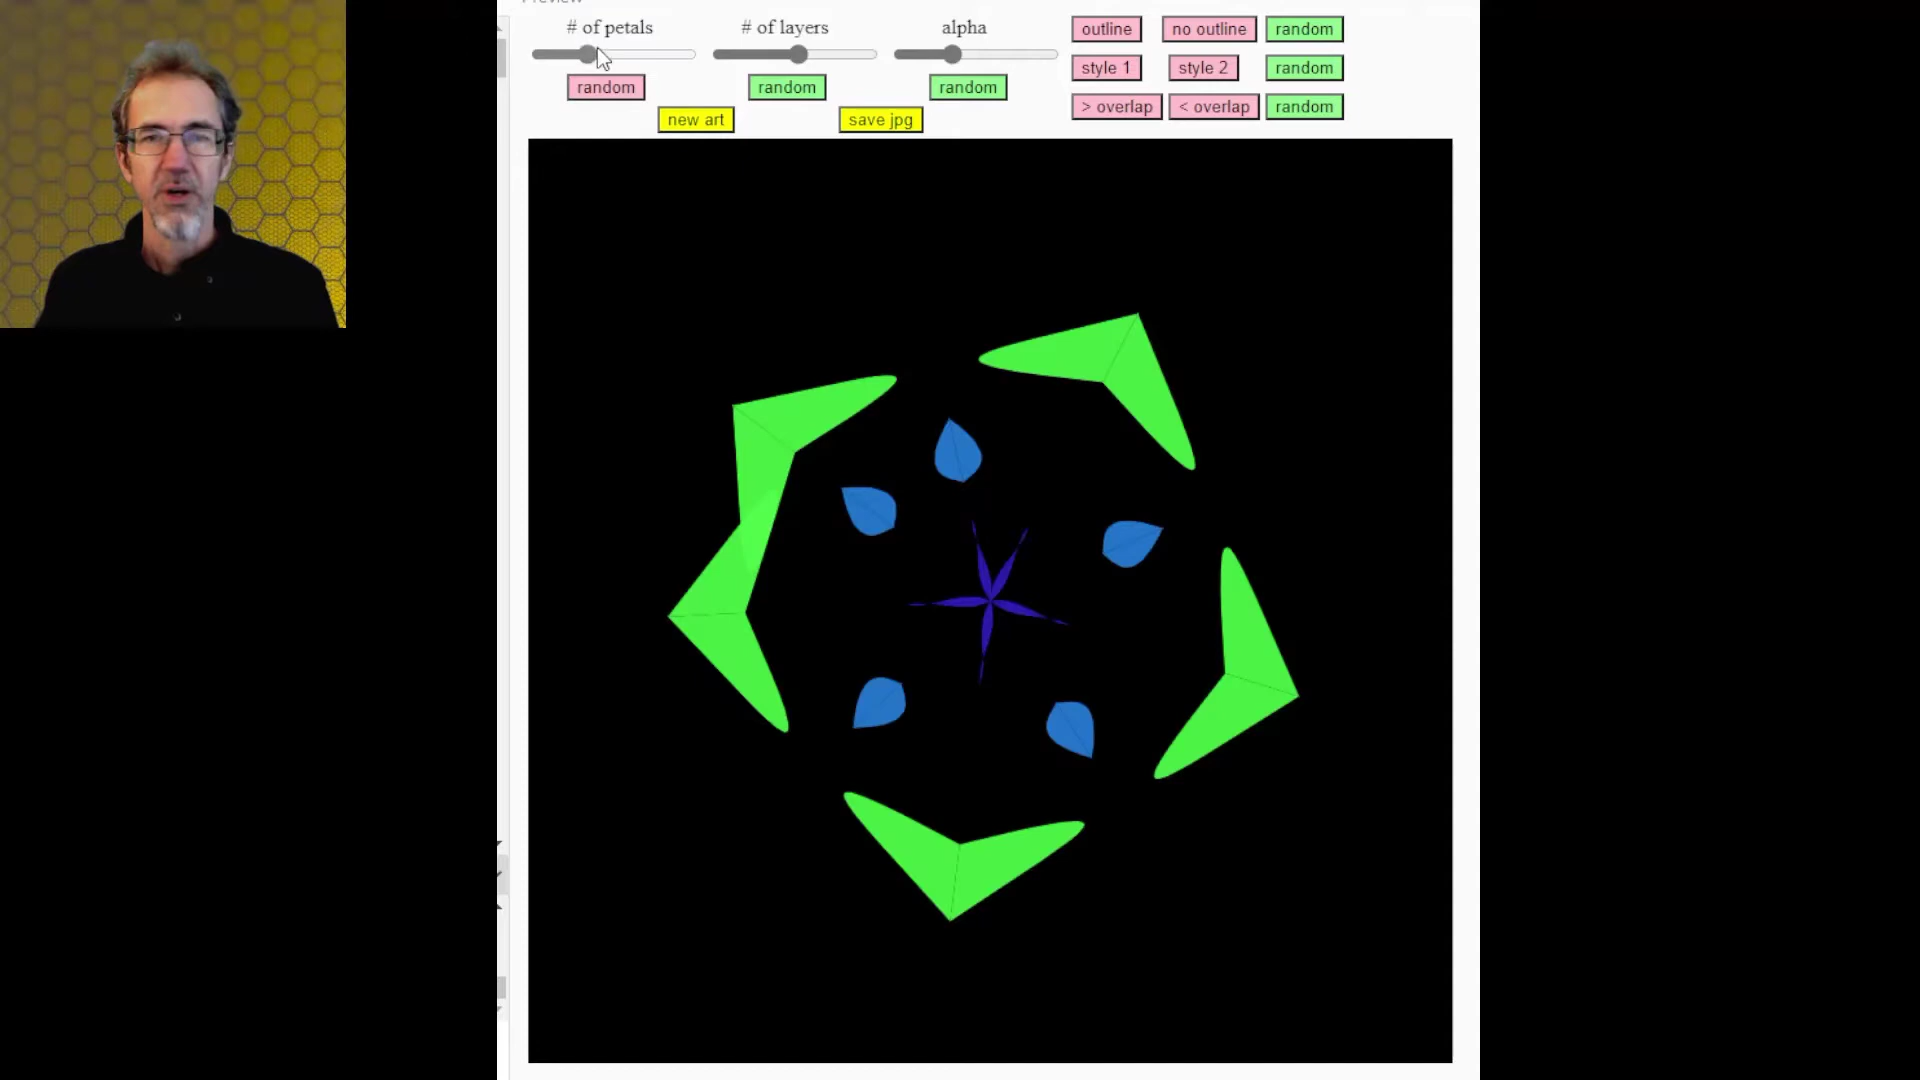 Preview
# of petals
# of layers
alpha
outline
no outline
random
style 1
style 2
random
random
random
random
> overlap
< overlap
random
new art
save jpg